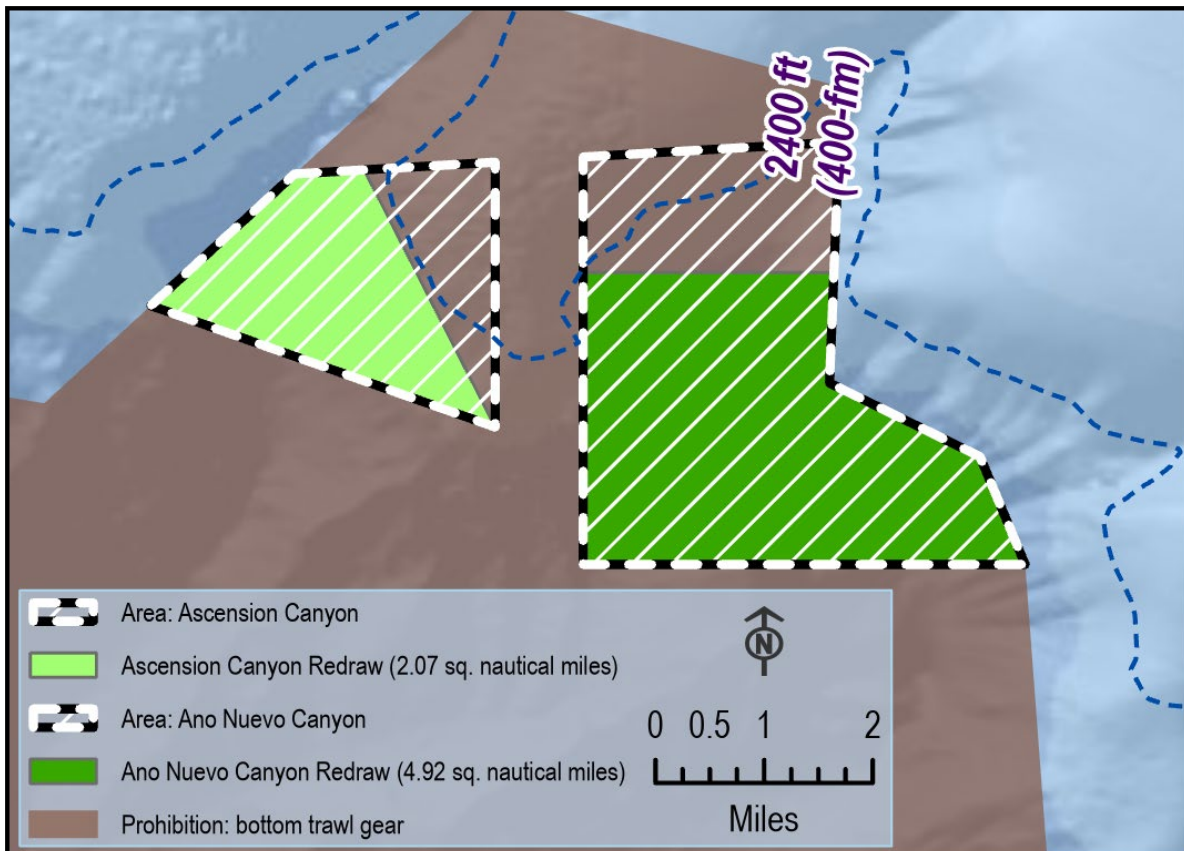 2400 ft
(400-fm)
Area: Ascension Canyon
Ascension Canyon Redraw (2.07 sq. nautical miles)
Area: Ano Nuevo Canyon
Ano Nuevo Canyon Redraw (4.92 sq. nautical miles)
Prohibition: bottom trawl gear
N
0 0.5 1 2
Miles